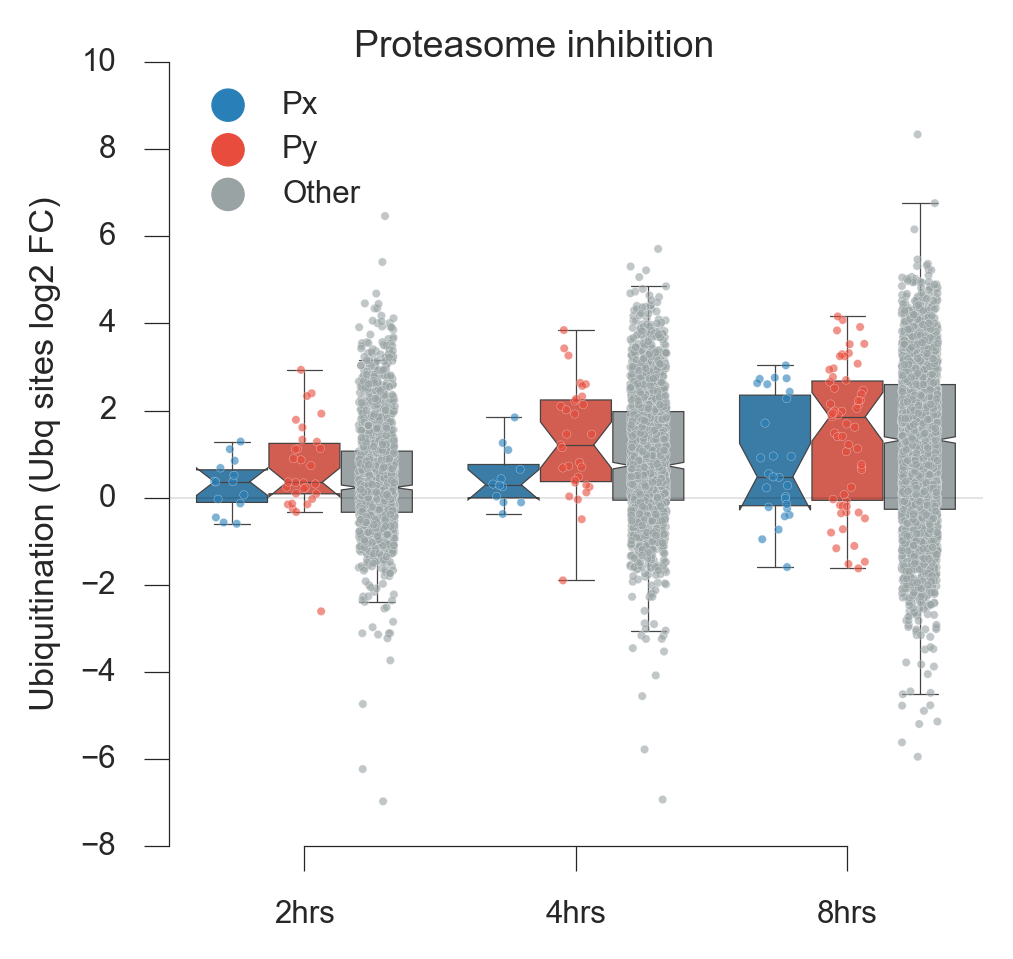 Proteasome inhibition
10
8
6
4
2
0
−2
−4
−6
−8
Px
Py
Other
Ubiquitination (Ubq sites log2 FC)
2hrs
4hrs
8hrs